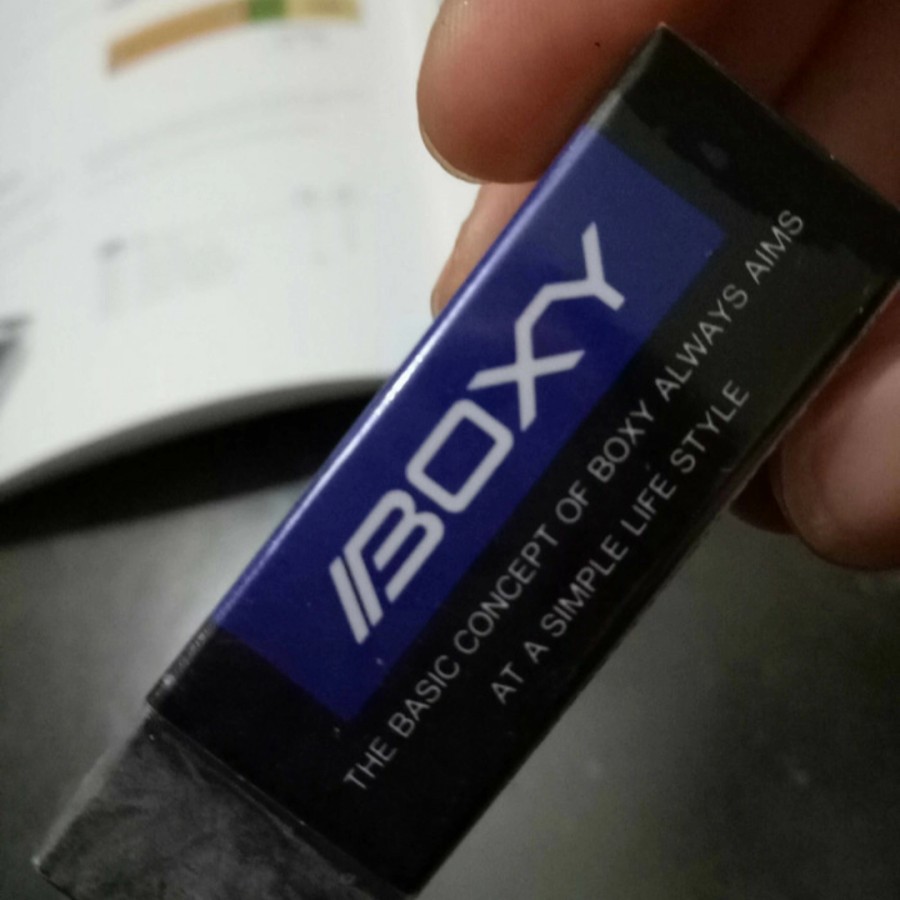 BOXY
THE BASIC CONCEPT OF BOXY ALWAYS AIMS
AT A SIMPLE LIFE STYLE